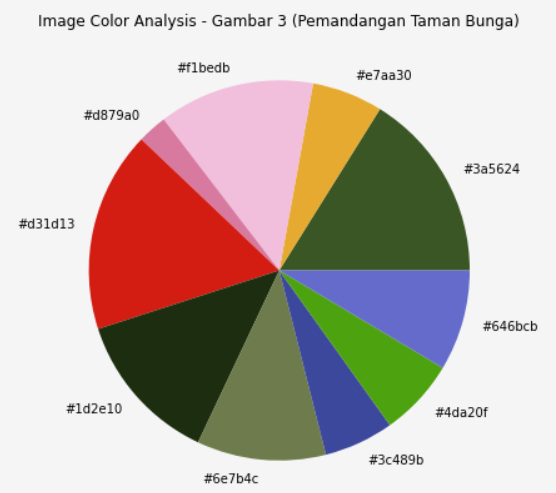 Image Color Analysis - Gambar 3 (Pemandangan Taman Bunga)
#f1bedb
#e7aa30
#d879a0
#3a5624
#d31d13
#646bcb
#1d2e10
#4da20f
#3c489b
#6e7b4c